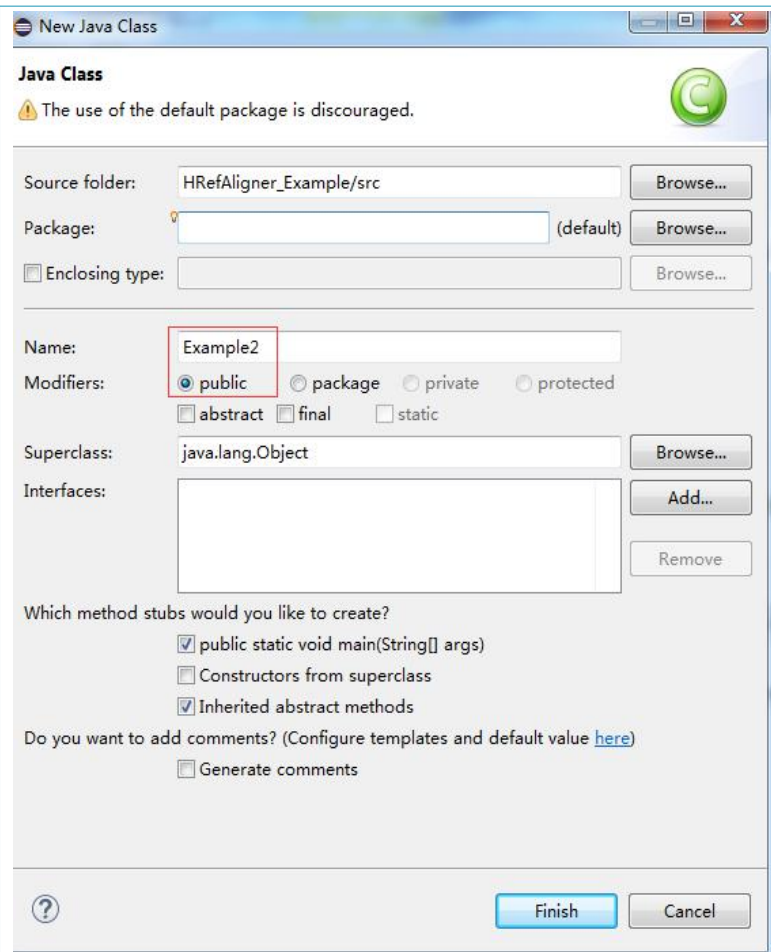 New Java Class
Java Class
The use of the default package is discouraged.
Source folder: HRefAligner_Example/src Browse...
Package: (default) Browse...
Enclosing type: Browse...
Name: Example2
Modifiers: public package private protected
abstract final static
Superclass: java.lang.Object Browse...
Interfaces: Add...
Remove
Which method stubs would you like to create?
public static void main(String[] args)
Constructors from superclass
Inherited abstract methods
Do you want to add comments? (Configure templates and default value here)
Generate comments
? Finish Cancel